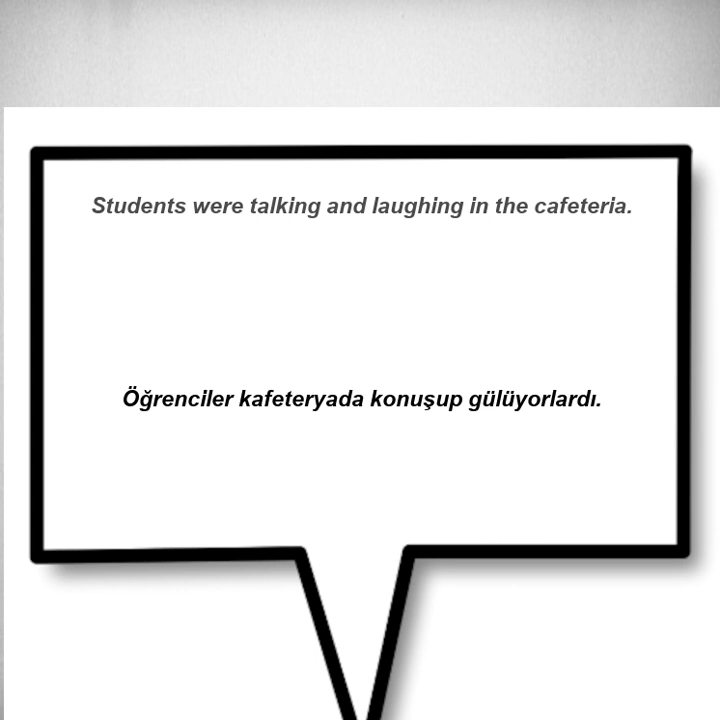 Students were talking and laughing in the cafeteria.
Öğrenciler kafeteryada konuşup gülüyorlardı.